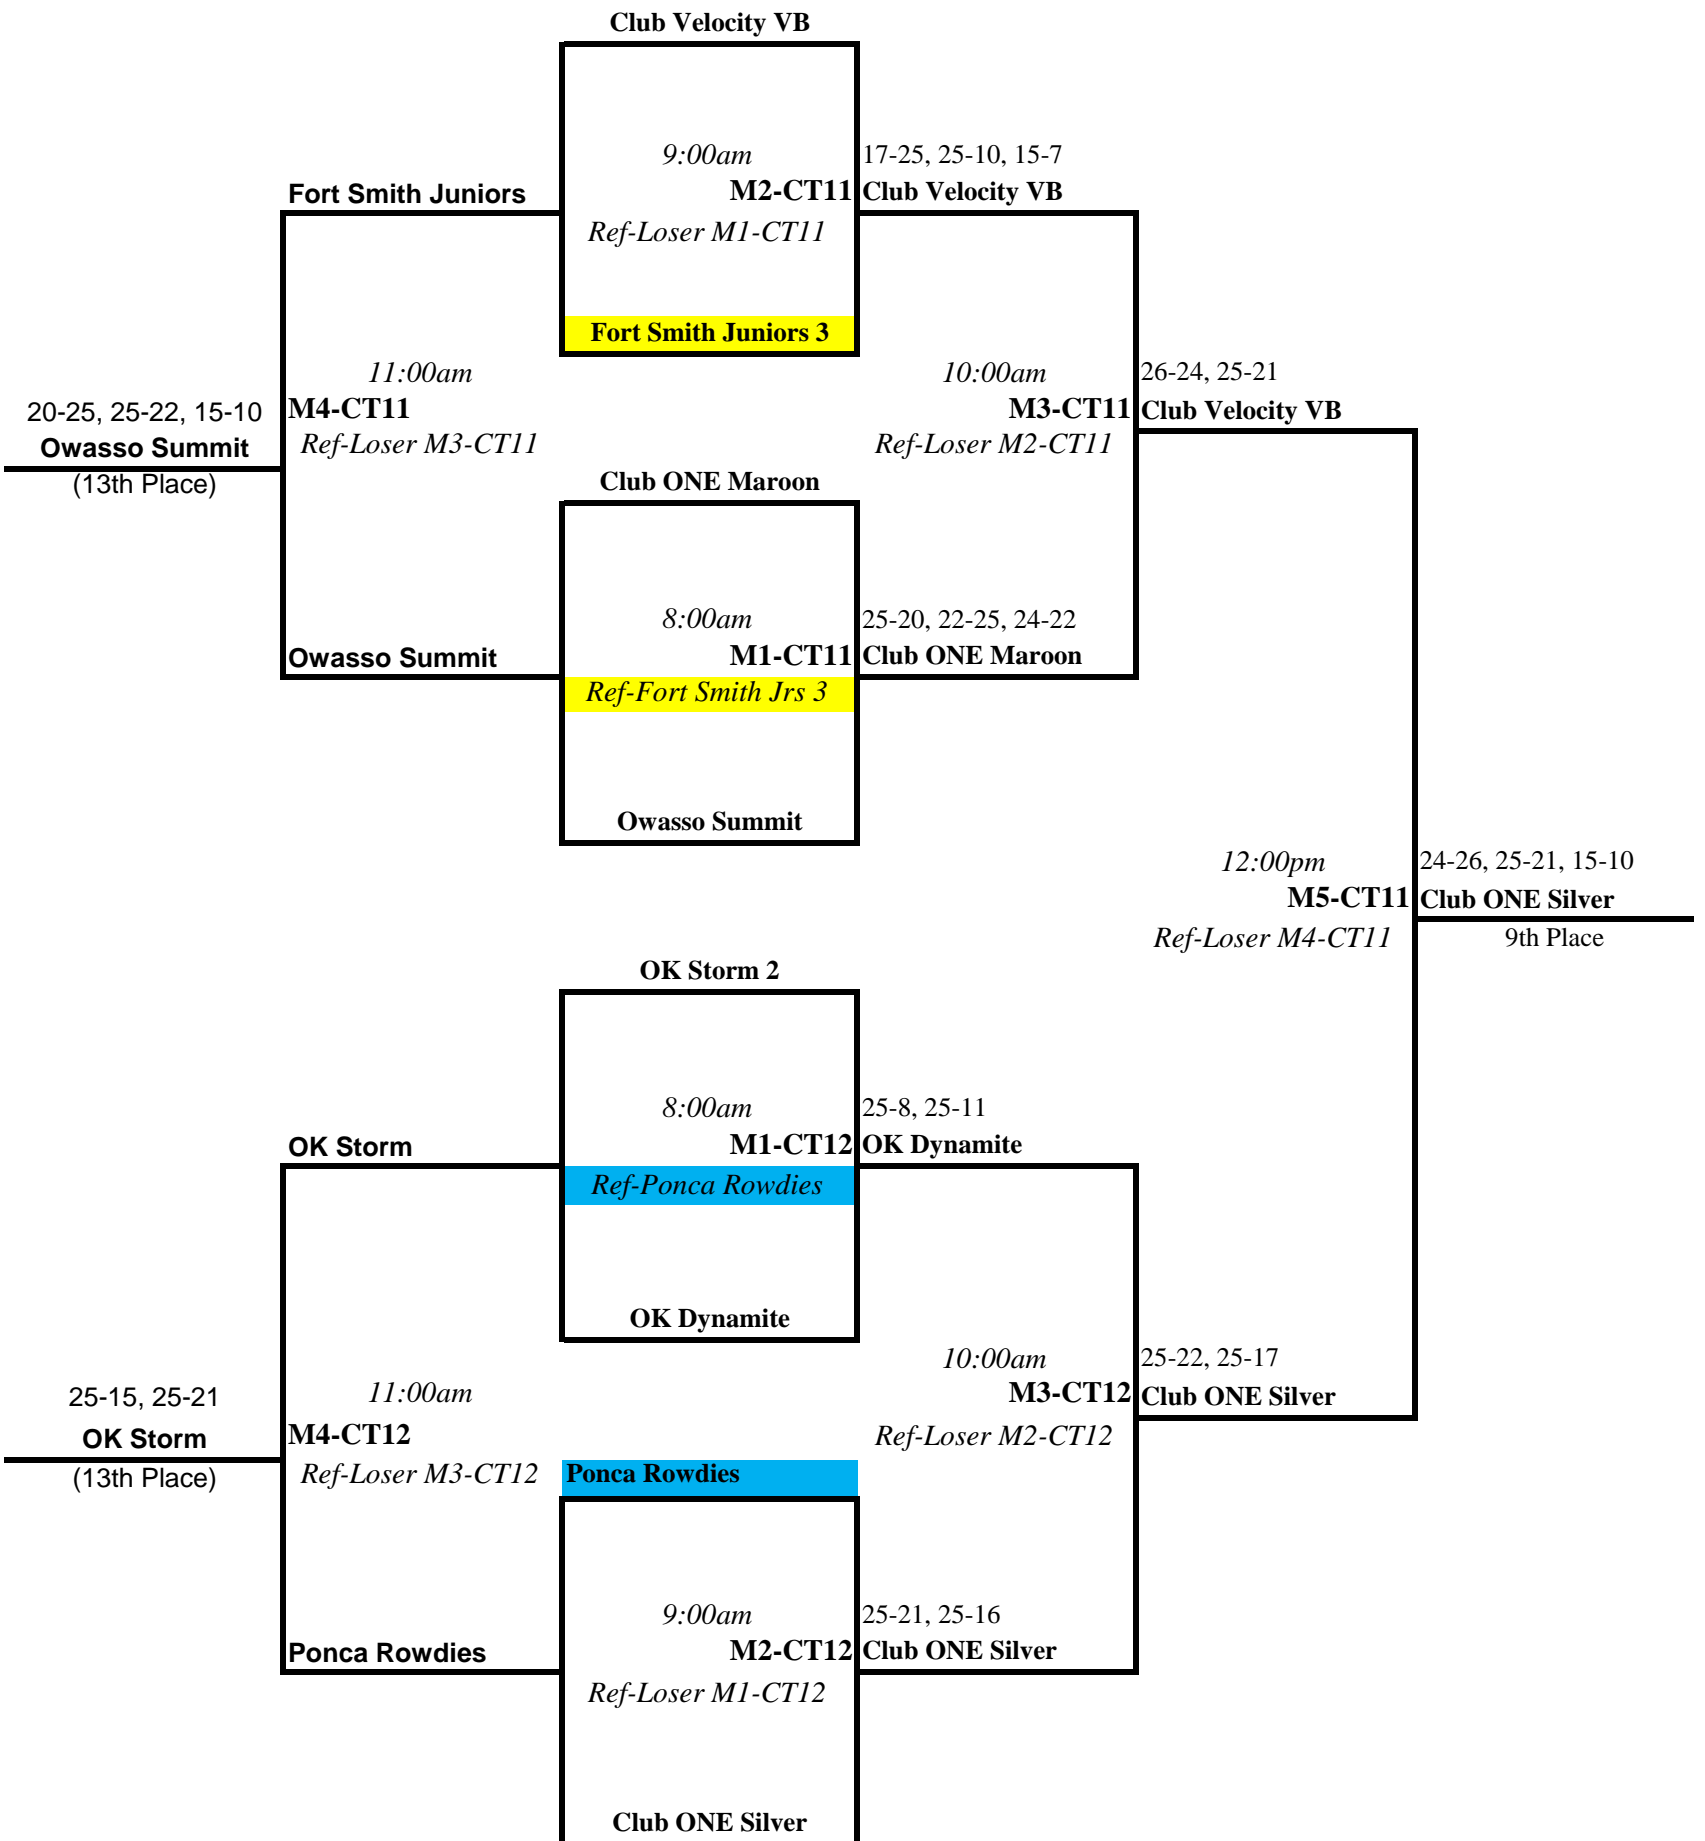 Club Velocity VB
9:00am
17-25, 25-10, 15-7
Fort Smith Juniors
M2-CT11
Club Velocity VB
Ref-Loser M1-CT11
Fort Smith Juniors 3
11:00am
10:00am
26-24, 25-21
20-25, 25-22, 15-10
M4-CT11
M3-CT11
Club Velocity VB
Owasso Summit
Ref-Loser M3-CT11
Ref-Loser M2-CT11
(13th Place)
Club ONE Maroon
8:00am
25-20, 22-25, 24-22
Owasso Summit
M1-CT11
Club ONE Maroon
Ref-Fort Smith Jrs 3
Owasso Summit
12:00pm
24-26, 25-21, 15-10
M5-CT11
Club ONE Silver
Ref-Loser M4-CT11
9th Place
OK Storm 2
8:00am
25-8, 25-11
OK Storm
M1-CT12
OK Dynamite
Ref-Ponca Rowdies
OK Dynamite
10:00am
25-22, 25-17
25-15, 25-21
11:00am
M3-CT12
Club ONE Silver
OK Storm
M4-CT12
Ref-Loser M2-CT12
(13th Place)
Ref-Loser M3-CT12
Ponca Rowdies
9:00am
25-21, 25-16
Ponca Rowdies
M2-CT12
Club ONE Silver
Ref-Loser M1-CT12
Club ONE Silver